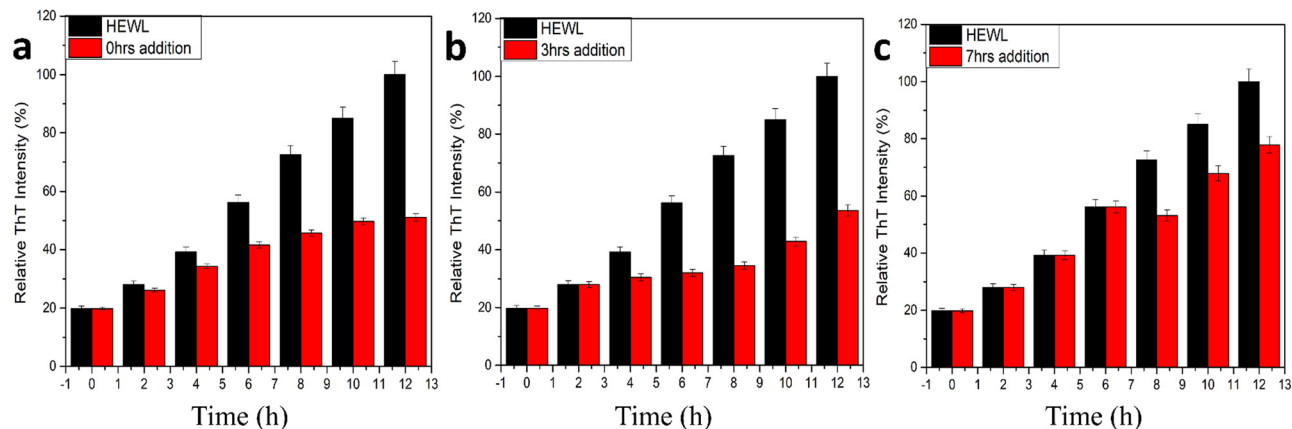 a
HEWL
0hrs addition
Relative ThT Intensity (%)
120
100
80
60
40
20
0
-1 0 1 2 3 4 5 6 7 8 9 10 11 12 13
Time (h)
b
HEWL
3hrs addition
Relative ThT Intensity (%)
120
100
80
60
40
20
0
-1 0 1 2 3 4 5 6 7 8 9 10 11 12 13
Time (h)
c
HEWL
7hrs addition
Relative ThT Intensity (%)
120
100
80
60
40
20
0
-1 0 1 2 3 4 5 6 7 8 9 10 11 12 13
Time (h)